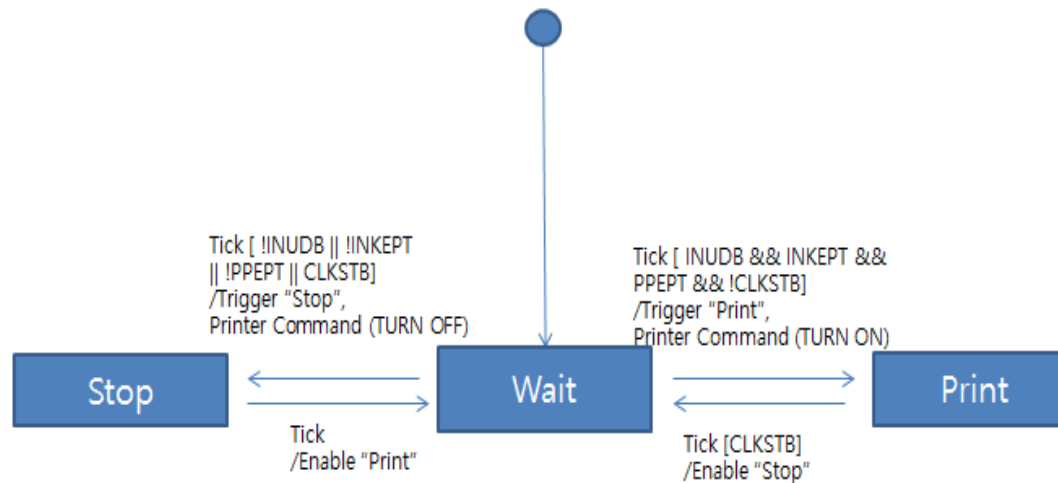 Tick [ !INUDB || !INKEPT
|| !PPEPT || CLKSTB]
/Trigger “Stop”,
Printer Command (TURN OFF)
Tick [ INUDB && INKEPT &&
PPEPT && !CLKSTB]
/Trigger “Print”,
Printer Command (TURN ON)
Stop
Wait
Print
Tick
/Enable “Print”
Tick [CLKSTB]
/Enable “Stop”